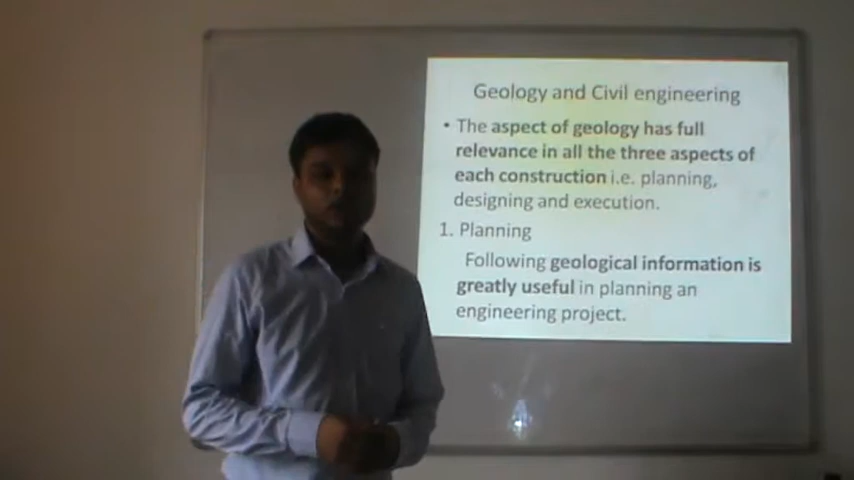 Geology and Civil engineering
• The aspect of geology has full
relevance in all the three aspects of
each construction i.e. planning,
designing and execution.
1. Planning
Following geological information is
greatly useful in planning an
engineering project.